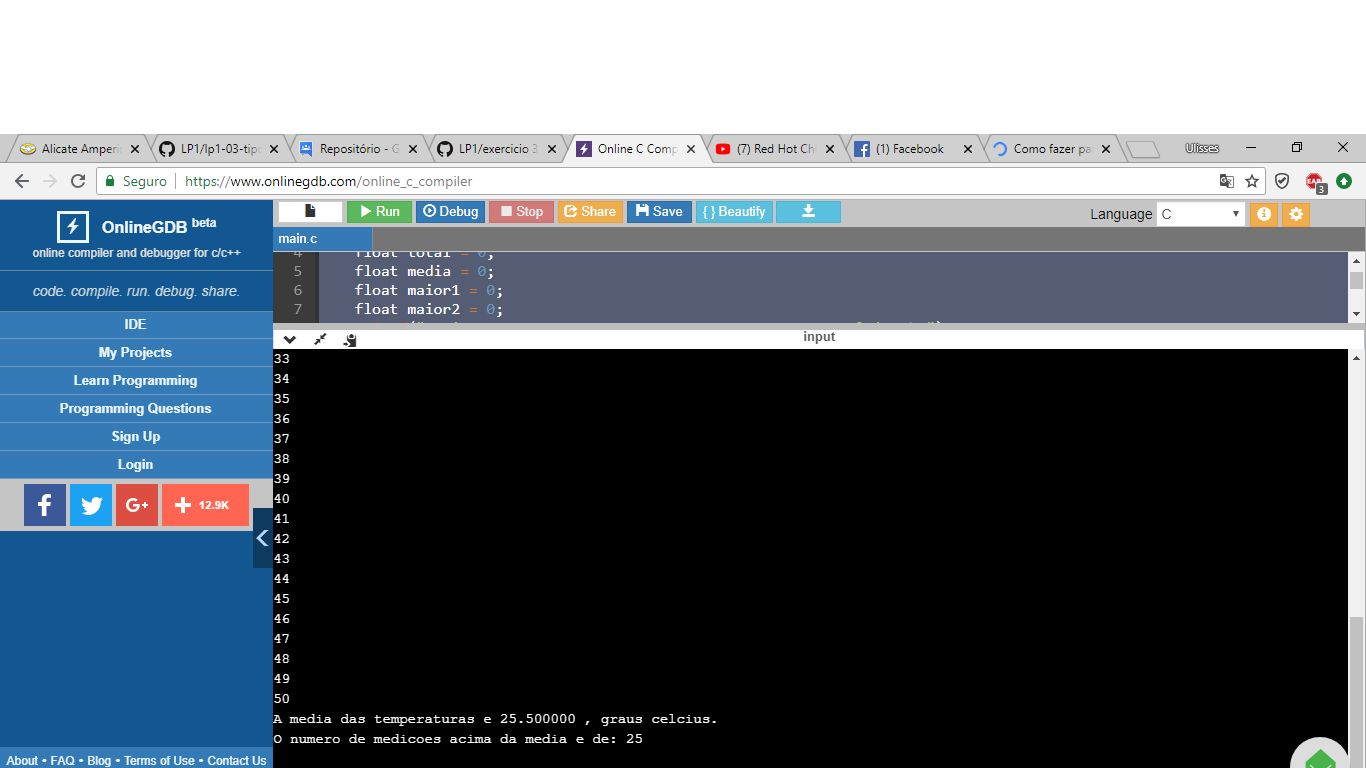 Alicate Amperi
LP1/lp1-03-tipo
Repositório - G
LP1/exercicio 3
Online C Comp
(7) Red Hot Ch
(1) Facebook
Como fazer pa
Ulisses
Seguro
https://www.onlinegdb.com/online_c_compiler
EAB
3
OnlineGDB beta
online compiler and debugger for c/c++
code. compile. run. debug. share.
IDE
My Projects
Learn Programming
Programming Questions
Sign Up
Login
12.9K
About • FAQ • Blog • Terms of Use • Contact Us
Run
Debug
Stop
Share
Save
{ } Beautify
Language C
main.c
4 float total = 0;
5 float media = 0;
6 float maior1 = 0;
7 float maior2 = 0;
input
33
34
35
36
37
38
39
40
41
42
43
44
45
46
47
48
49
50
A media das temperaturas e 25.500000 , graus celcius.
O numero de medicoes acima da media e de: 25